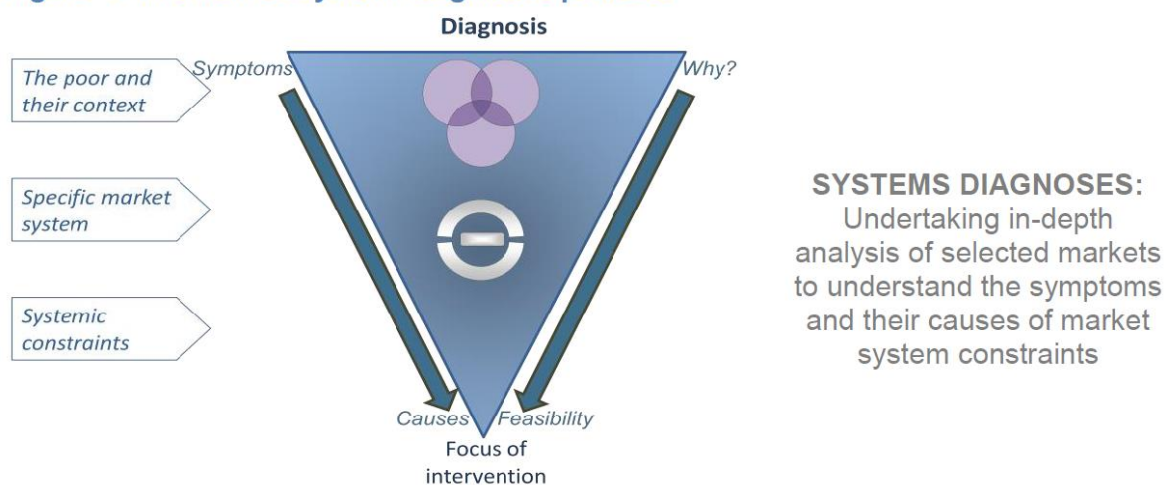 Diagnosis
The poor and
their context
Symptoms
Why?
Specific market
system
Systemic
constraints
Causes
Feasibility
Focus of
intervention
SYSTEMS DIAGNOSES:
Undertaking in-depth
analysis of selected markets
to understand the symptoms
and their causes of market
system constraints